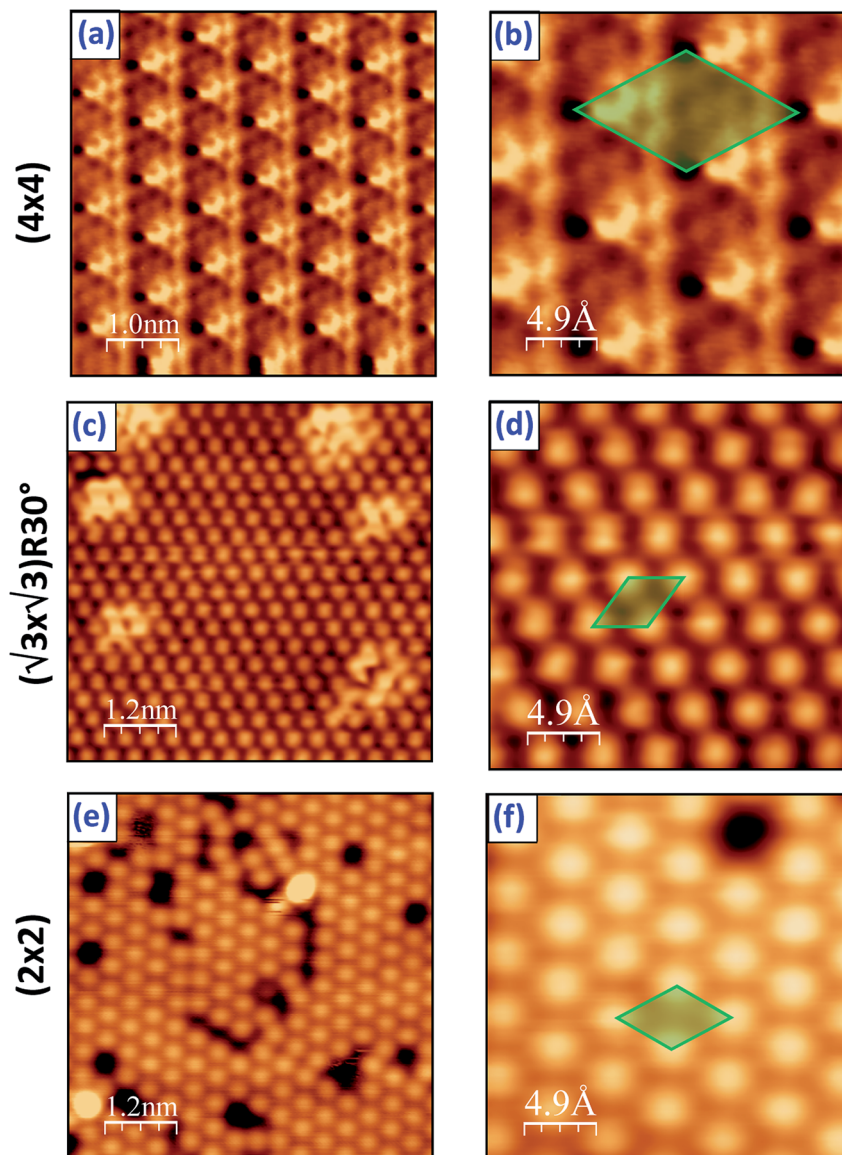 (a)
(b)
(4x4)
1.0nm
4.9Å
(c)
(d)
(√3x√3)R30°
1.2nm
4.9Å
(e)
(f)
(2x2)
1.2nm
4.9Å